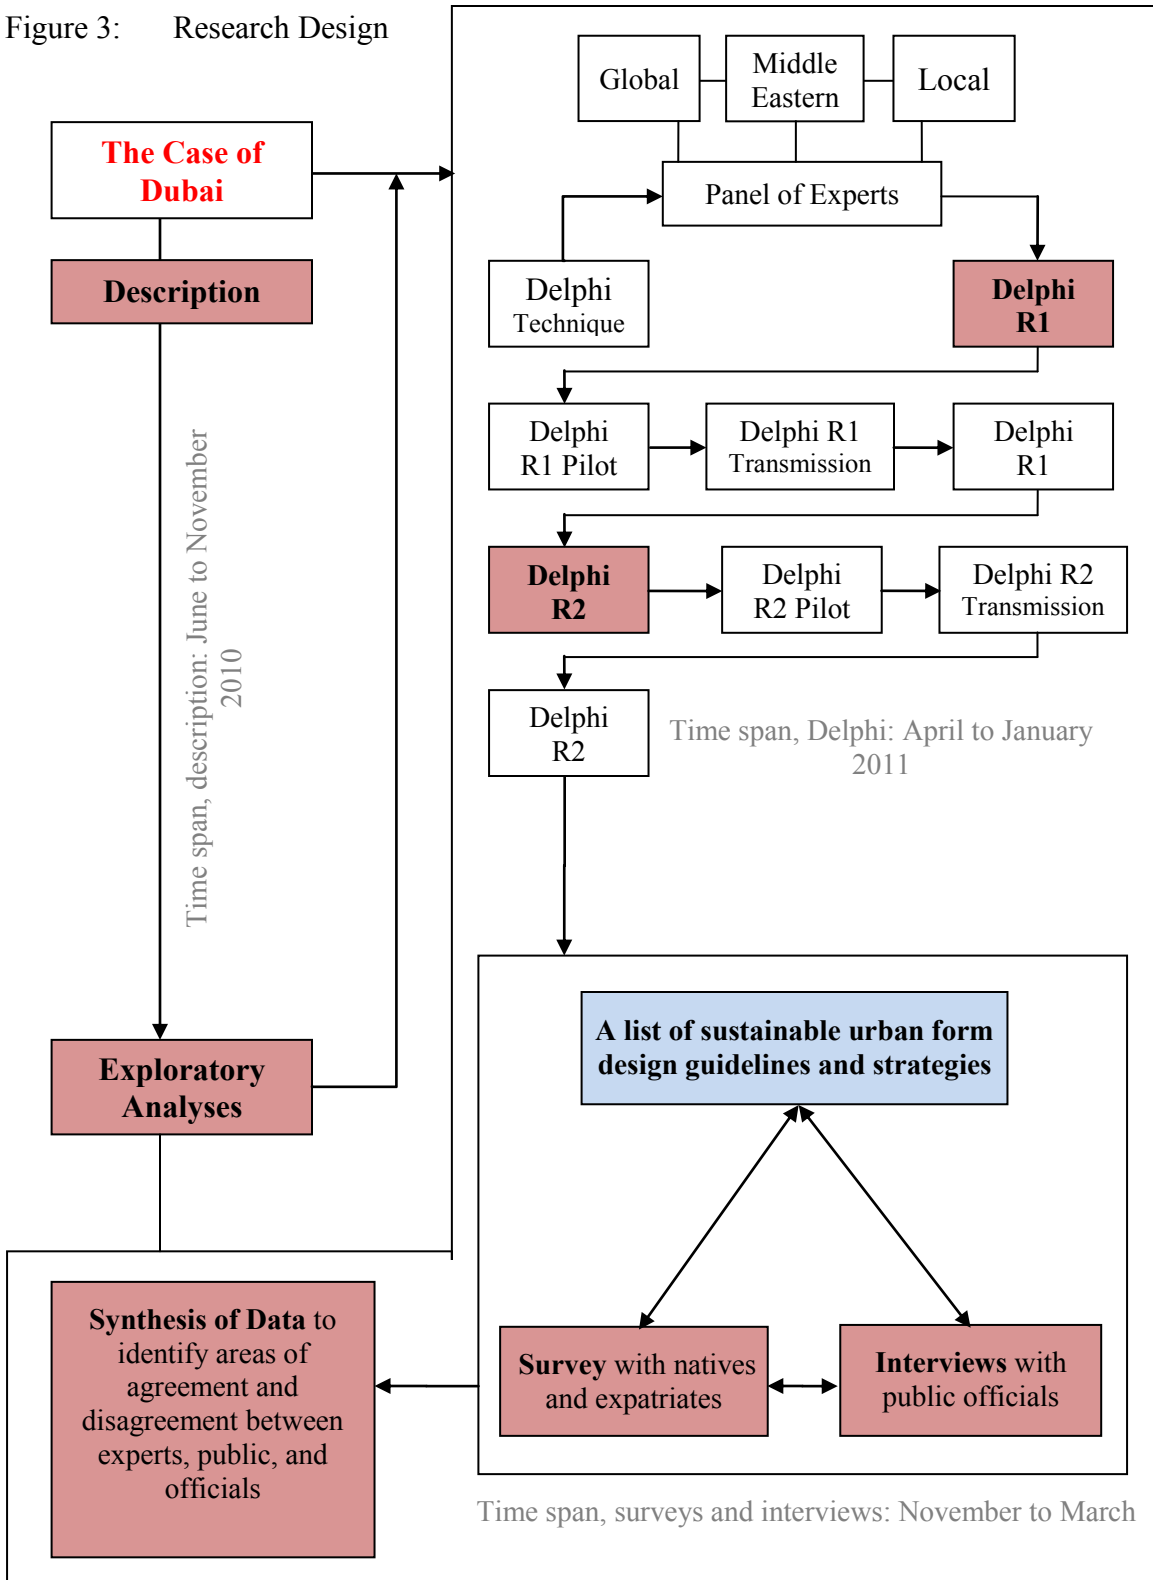 Figure 3: Research Design
The Case of
Dubai
Description
Time span, description: June to November
2010
Exploratory
Analyses
Global
Middle
Eastern
Local
Panel of Experts
Delphi
Technique
Delphi
R1
Delphi
R1 Pilot
Delphi R1
Transmission
Delphi
R1
Delphi
R2
Delphi
R2 Pilot
Delphi R2
Transmission
Delphi
R2
Time span, Delphi: April to January
2011
A list of sustainable urban form
design guidelines and strategies
Survey with natives
and expatriates
Interviews with
public officials
Synthesis of Data to
identify areas of
agreement and
disagreement between
experts, public, and
officials
Time span, surveys and interviews: November to March